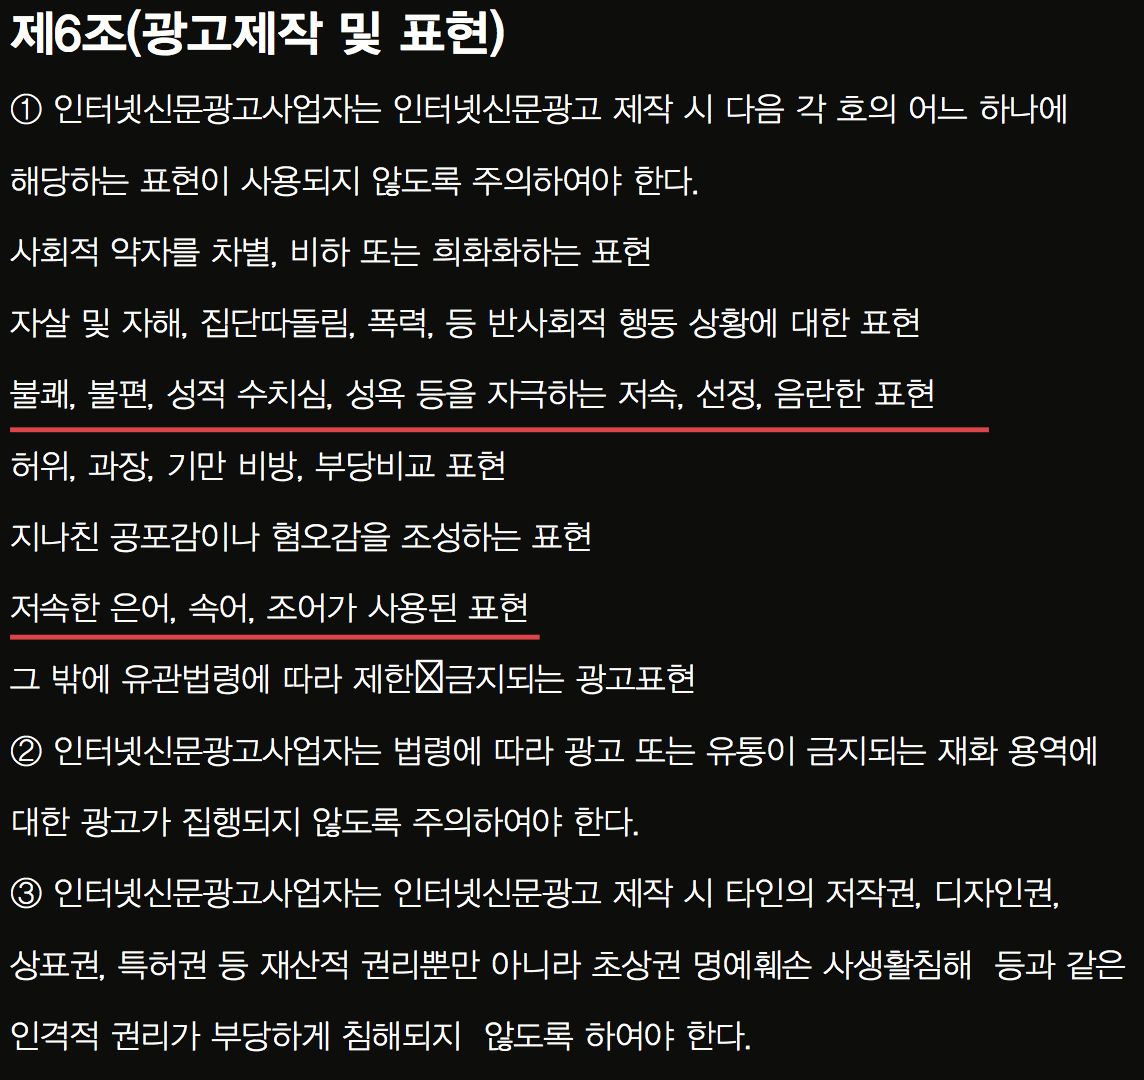 제6조(광고제작 및 표현)
① 인터넷신문광고사업자는 인터넷신문광고 제작 시 다음 각 호의 어느 하나에
해당하는 표현이 사용되지 않도록 주의하여야 한다.
사회적 약자를 차별, 비하 또는 희화화하는 표현
자살 및 자해, 집단따돌림, 폭력, 등 반사회적 행동 상황에 대한 표현
불쾌, 불편, 성적 수치심, 성욕 등을 자극하는 저속, 선정, 음란한 표현
허위, 과장, 기만 비방, 부당비교 표현
지나친 공포감이나 혐오감을 조성하는 표현
저속한 은어, 속어, 조어가 사용된 표현
그 밖에 유관법령에 따라 제한☒금지되는 광고표현
② 인터넷신문광고사업자는 법령에 따라 광고 또는 유통이 금지되는 재화 용역에
대한 광고가 집행되지 않도록 주의하여야 한다.
③ 인터넷신문광고사업자는 인터넷신문광고 제작 시 타인의 저작권, 디자인권,
상표권, 특허권 등 재산적 권리뿐만 아니라 초상권 명예훼손 사생활침해 등과 같은
인격적 권리가 부당하게 침해되지 않도록 하여야 한다.